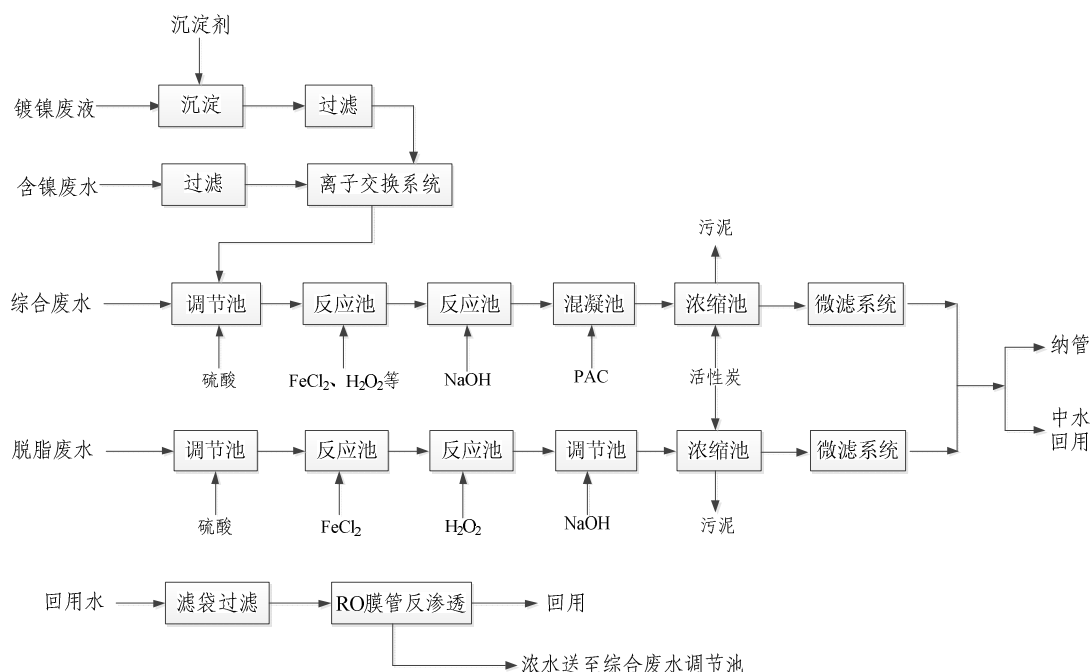 沉淀剂
镀镍废液
沉淀
过滤
含镍废水
过滤
离子交换系统
污泥
综合废水
调节池
反应池
反应池
混凝池
浓缩池
微滤系统
纳管
硫酸
FeCl₂、H₂O₂等
NaOH
PAC
活性炭
中水
回用
脱脂废水
调节池
反应池
反应池
调节池
浓缩池
微滤系统
硫酸
FeCl₂
H₂O₂
NaOH
污泥
回用水
滤袋过滤
RO膜管反渗透
回用
浓水送至综合废水调节池